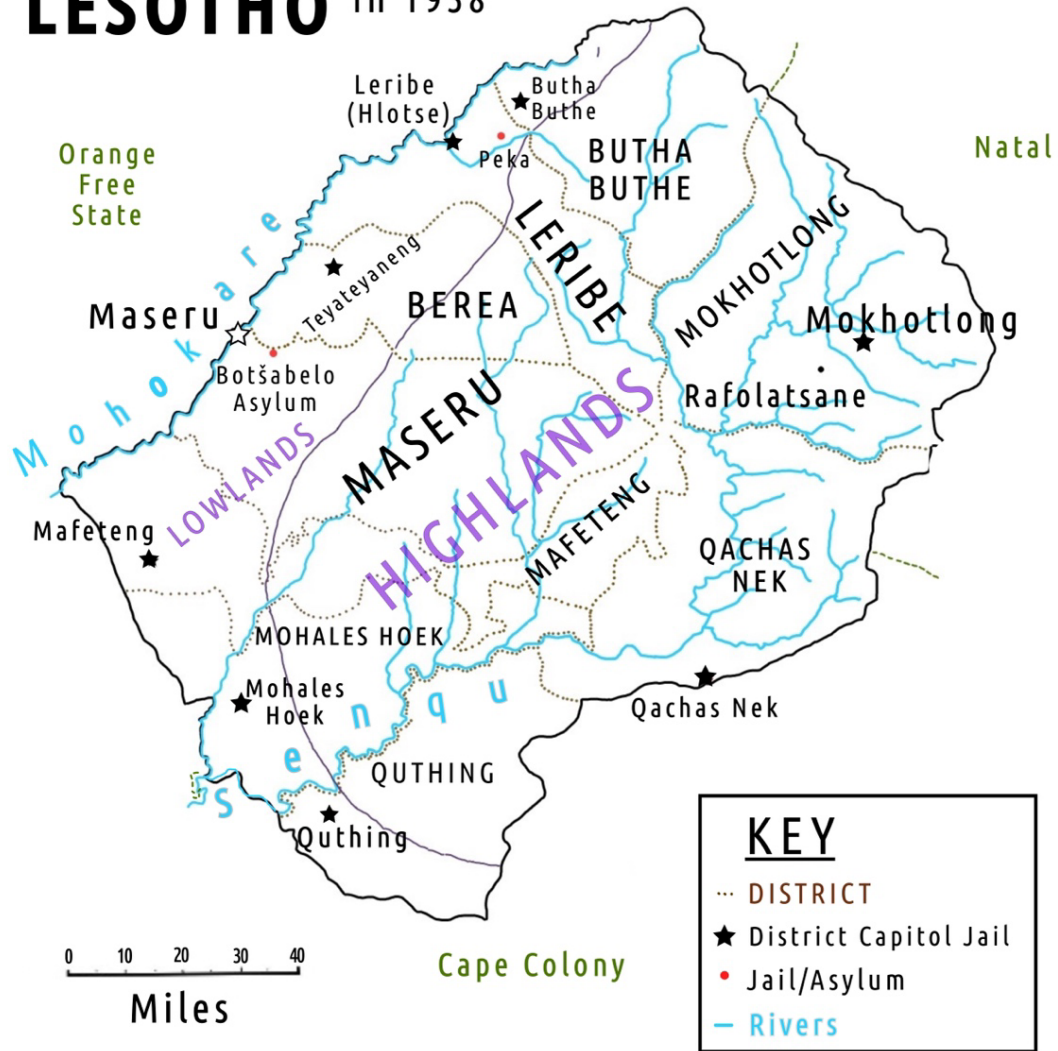 LESOTHO in 1938
Leribe
(Hlotse)
Butha
Buthe
Orange
Free
State
Natal
Peka
BUTHA
BUTHE
LERIBE
MOKHOTLONG
Teyateyaneng
BEREA
Maseru
Mokhotlong
Mohokare
Botšabelo
Asylum
Rafolatsane
MASERU
HIGHLANDS
LOWLANDS
Mafeteng
MAFETENG
QACHAS
NEK
MOHALES HOEK
Mohales
Hoek
Qachas Nek
Senqu
QUTHING
Quthing
KEY
DISTRICT
District Capitol Jail
Jail/Asylum
Rivers
Cape Colony
0 10 20 30 40
Miles